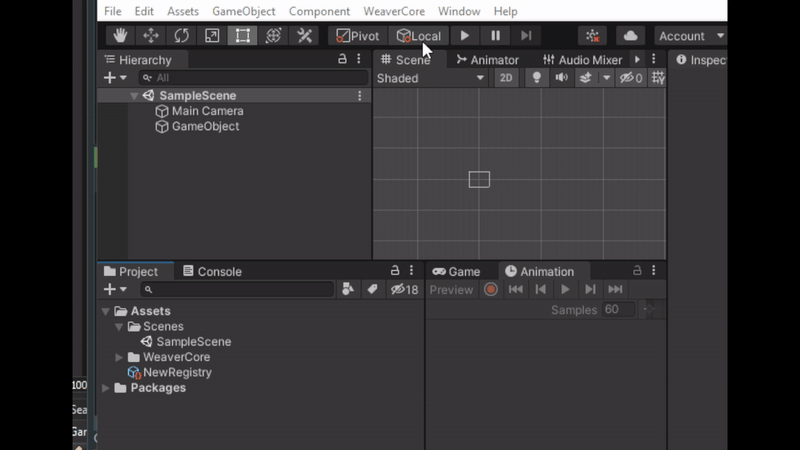 File Edit Assets GameObject Component WeaverCore Window Help
Pivot Local Account
Hierarchy Scene Animator Audio Mixer Inspec
All Shaded 2D 0
SampleScene
Main Camera
GameObject
Project Console Game Animation
18 Preview
Assets Samples 60
Scenes
SampleScene
WeaverCore
NewRegistry
Packages
100
Sea
Gar